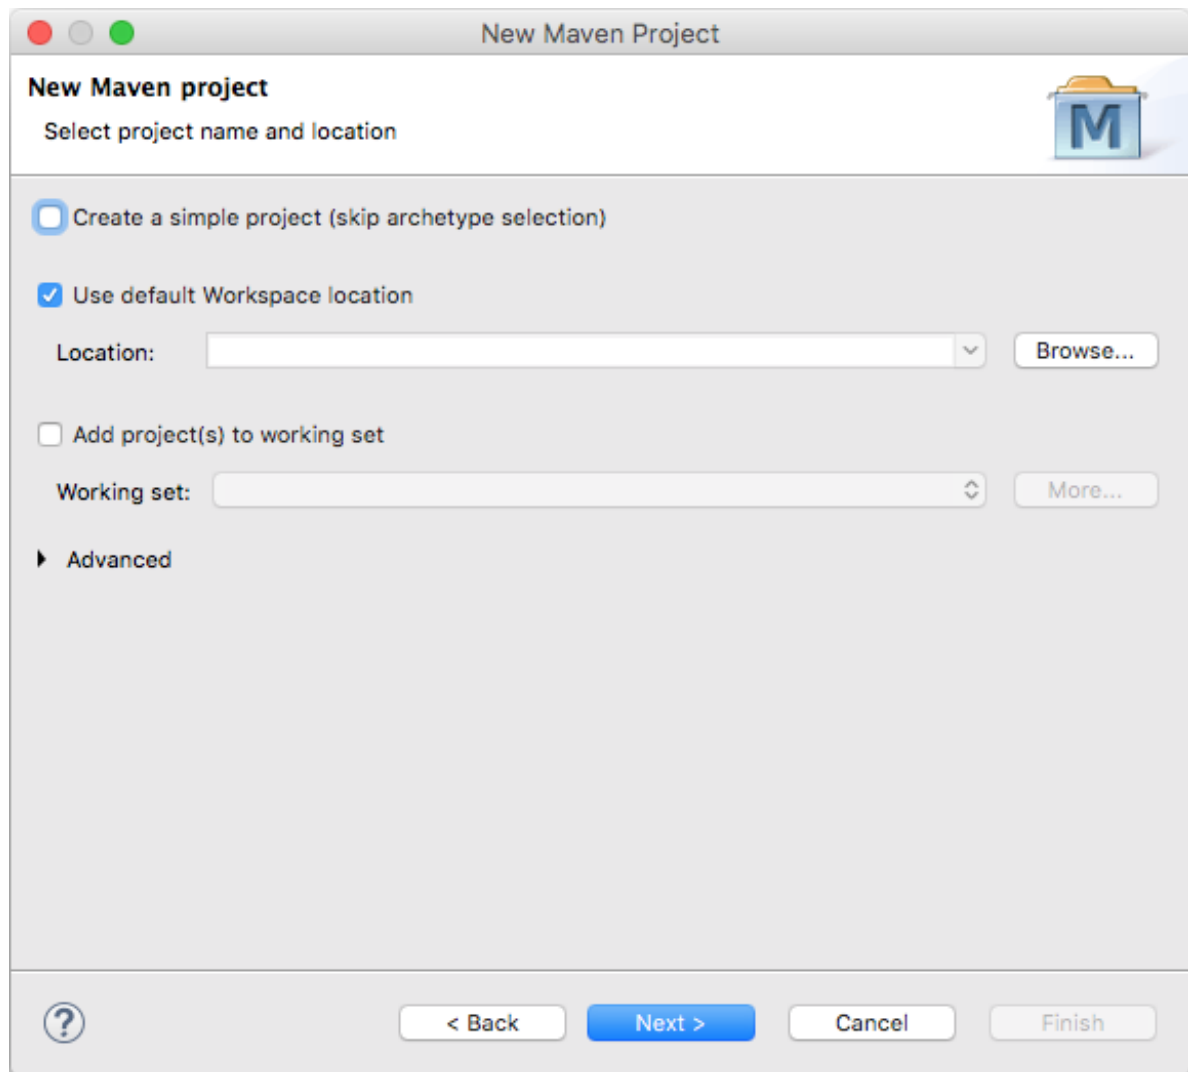 New Maven Project
New Maven project
Select project name and location
M
Create a simple project (skip archetype selection)
Use default Workspace location
Location:
Browse...
Add project(s) to working set
Working set:
More...
Advanced
?
< Back
Next >
Cancel
Finish